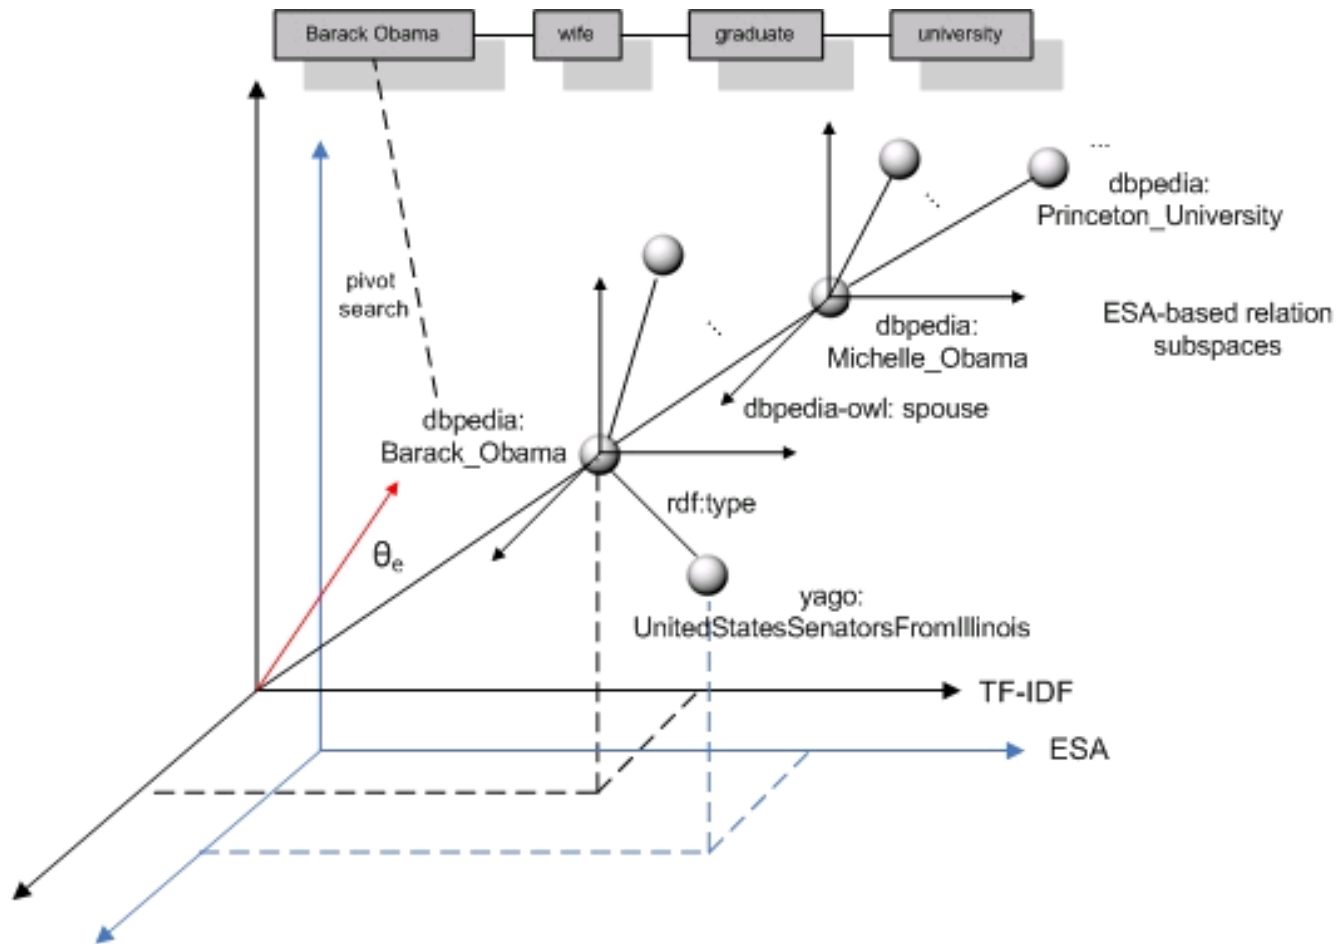 Barack Obama
wife
graduate
university
...
dbpedia:
Princeton_University
pivot
search
...
...
ESA-based relation
subspaces
dbpedia:
Michelle_Obama
dbpedia-owl: spouse
dbpedia:
Barack_Obama
rdf:type
θe
yago:
UnitedStatesSenatorsFromIllinois
TF-IDF
ESA